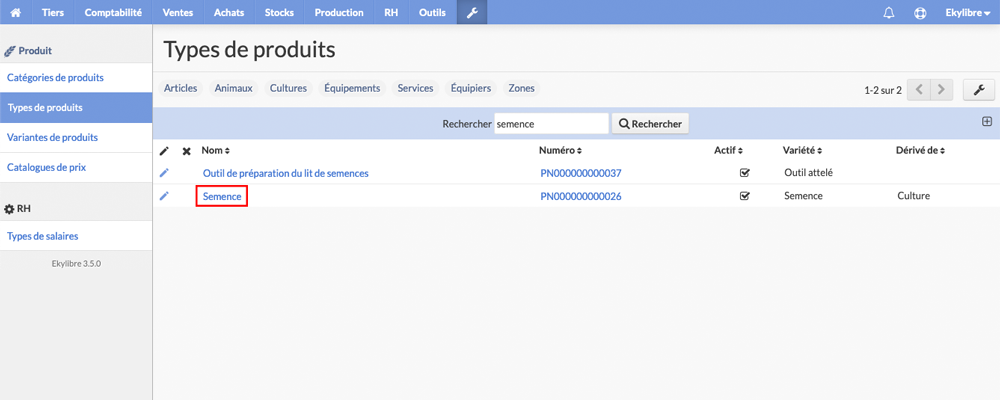 Tiers Comptabilité Ventes Achats Stocks Production RH Outils Ekylibre
Produit
Catégories de produits
Types de produits
Variantes de produits
Catalogues de prix
RH
Types de salaires
Ekylibre 3.5.0
Types de produits
Articles Animaux Cultures Équipements Services Équipiers Zones
1-2 sur 2
Rechercher semence Rechercher
Nom Numéro Actif Variété Dérivé de
Outil de préparation du lit de semences PN000000000037 Outil attelé
Semence PN000000000026 Semence Culture